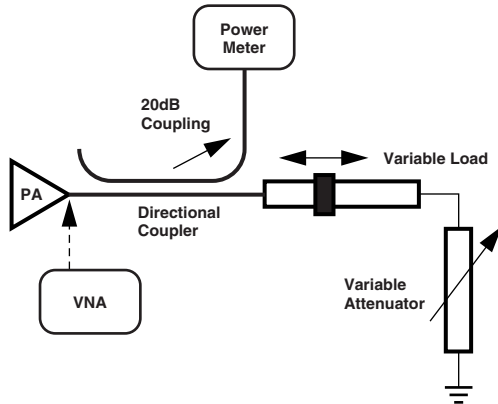 Power
Meter
20dB
Coupling
Variable Load
PA
Directional
Coupler
VNA
Variable
Attenuator